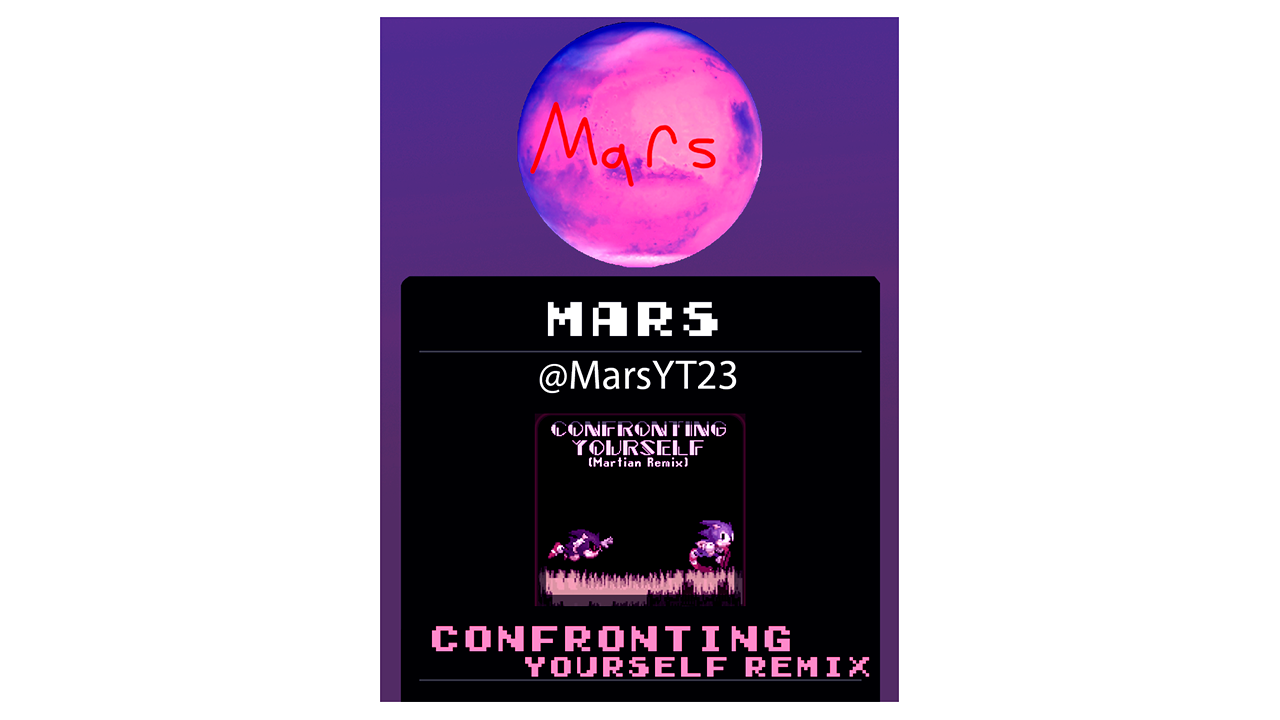 Mars
MARS
@MarsYT23
CONFRONTING
YOURSELF
(Martian Remix)
CONFRONTING
YOURSELF REMIX